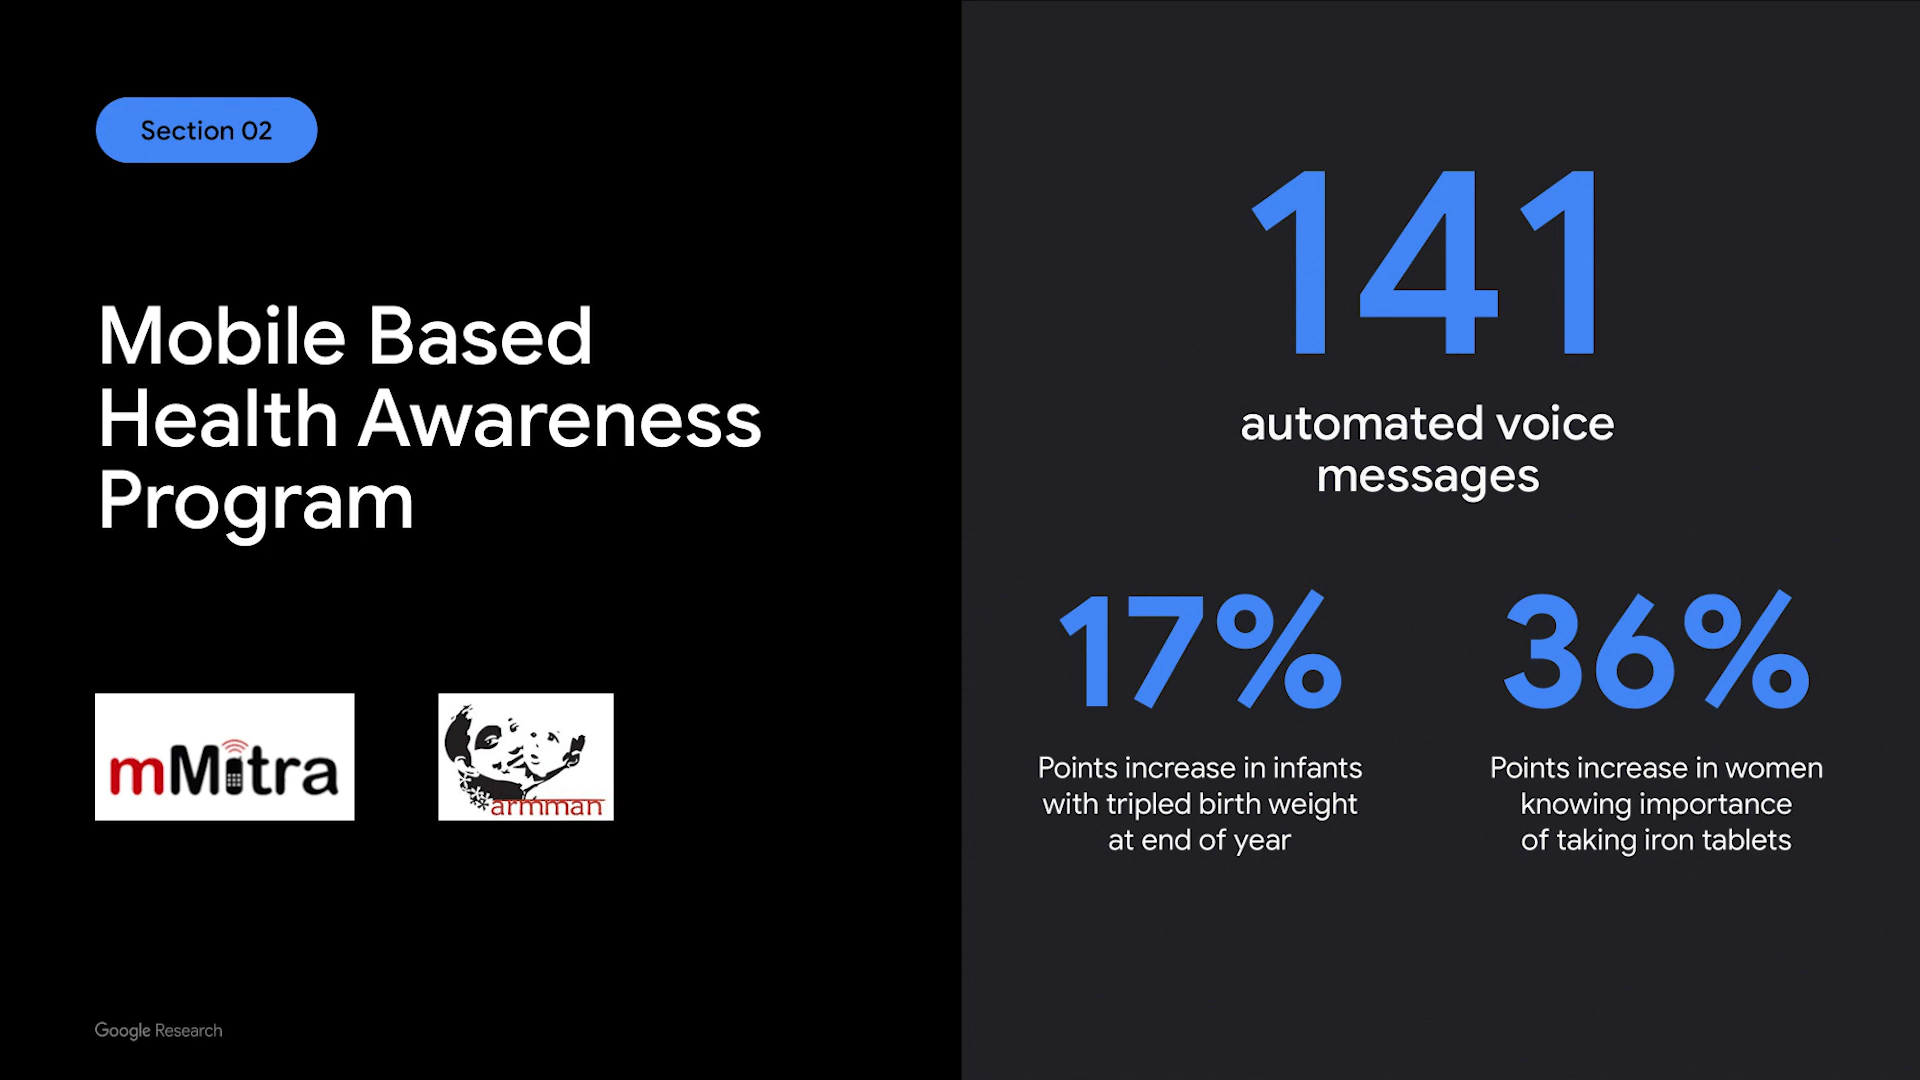 Section 02
Mobile Based
Health Awareness
Program
mMitra
armman
Google Research
141
automated voice
messages
17%
Points increase in infants
with tripled birth weight
at end of year
36%
Points increase in women
knowing importance
of taking iron tablets